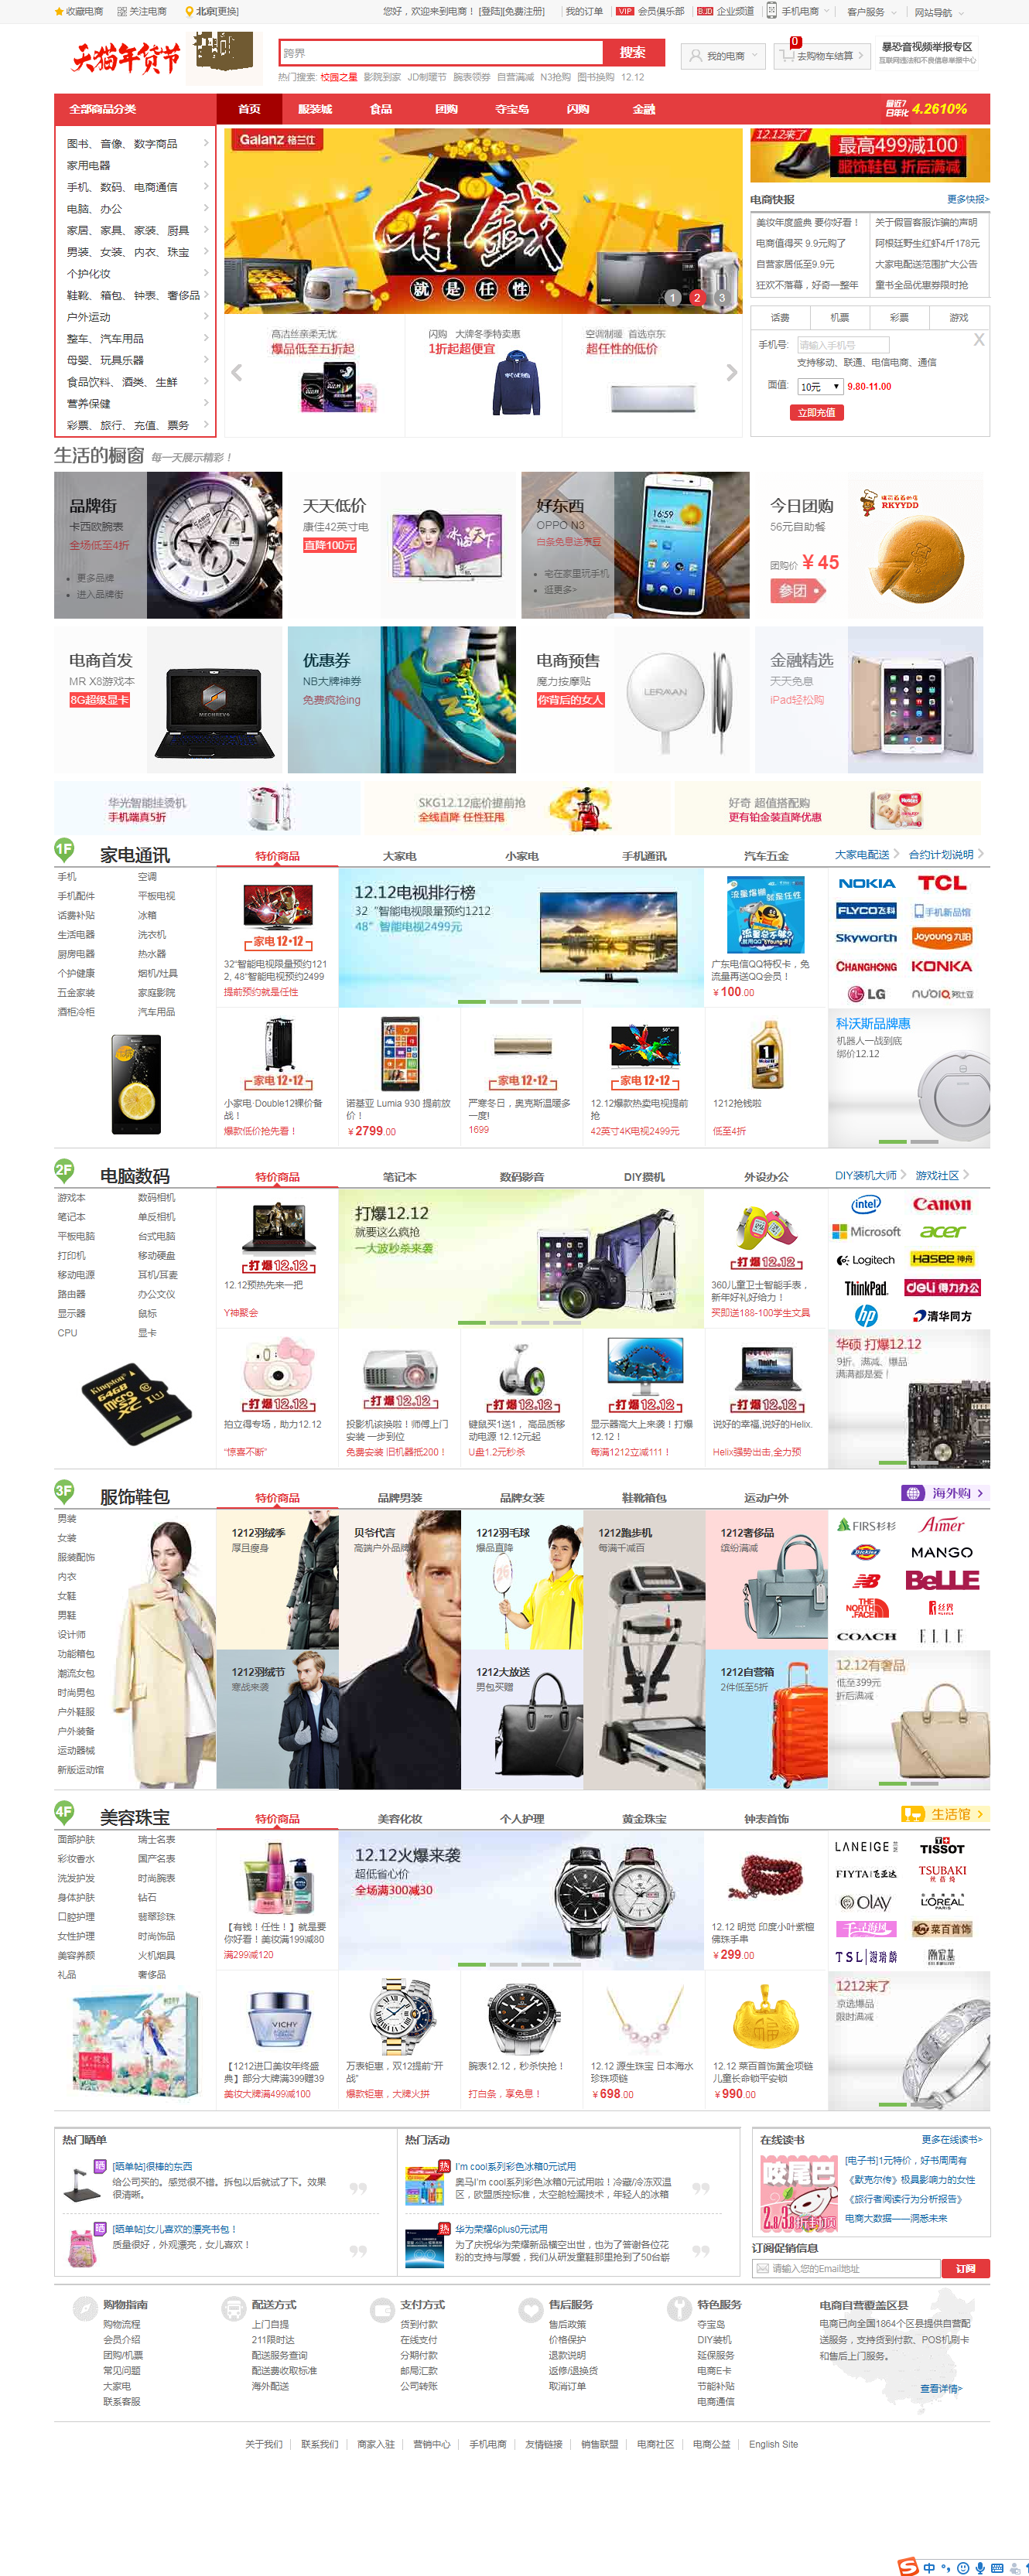 收藏电商 关注电商 北京[更换] 您好，欢迎来到电商！ [登陆][免费注册] 我的订单 VIP 会员俱乐部 BJD 企业频道 手机电商 客户服务 网站导航
天猫年货节
跨界 搜索
热门搜索: 校园之星 影院到家 JD制暖节 腕表领券 自营满减 N3抢购 图书换购 12.12
我的电商
0 去购物车结算
暴恐音视频举报专区
互联网违法和不良信息举报中心
全部商品分类 首页 服装城 食品 团购 夺宝岛 闪购 金融
最近7日年化 4.2610%
图书、音像、数字商品
家用电器
手机、数码、电商通信
电脑、办公
家居、家具、家装、厨具
男装、女装、内衣、珠宝
个护化妆
鞋靴、箱包、钟表、奢侈品
户外运动
整车、汽车用品
母婴、玩具乐器
食品饮料、酒类、生鲜
营养保健
彩票、旅行、充值、票务
Galanz 格兰仕
有钱
就是任性
1 2 3
高洁丝亲柔无忧
爆品低至五折起
闪购 大牌冬季特卖惠
1折起超便宜
空调制暖 首选京东
超任性的低价
12.12来了
最高499减100
服饰鞋包 折后满减
电商快报 更多快报>
美妆年度盛典 要你好看！ 关于假冒客服诈骗的声明
电商值得买 9.9元购了 阿根廷野生红虾4斤178元
自营家居低至9.9元 大家电配送范围扩大公告
狂欢不落幕，好奇一整年 童书全品优惠券限时抢
话费 机票 彩票 游戏
手机号: 请输入手机号
支持移动、联通、电信电商、通信
面值: 10元 9.80-11.00
立即充值
生活的橱窗 每一天展示精彩！
品牌街
卡西欧腕表
全场低至4折
更多品牌
进入品牌街
天天低价
康佳42英寸电
直降100元
好东西
OPPO N3
白条免息送京豆
宅在家里玩手机
逛更多>
16:59
今日团购
56元自助餐
团购价 ¥45
参团
RKYYDD
电商首发
MR X8游戏本
8G超级显卡
优惠券
NB大牌神券
免费疯抢ing
电商预售
魔力按摩贴
你背后的女人
LERAVAN
金融精选
天天免息
iPad轻松购
华光智能挂烫机
手机端真5折
SKG12.12底价提前抢
全线直降 任性狂甩
好奇 超值搭配购
更有铂金装直降优惠
1F 家电通讯 特价商品 大家电 小家电 手机通讯 汽车五金 大家电配送 合约计划说明
手机 空调
手机配件 平板电视
话费补贴 冰箱
生活电器 洗衣机
厨房电器 热水器
个护健康 烟机/灶具
五金家装 家庭影院
酒柜冷柜 汽车用品
家电12•12
32“智能电视限量预约1212, 48”智能电视预约2499
提前预约就是任性
12.12电视排行榜
32“智能电视限量预约1212
48”智能电视2499元
广东电信QQ特权卡，免流量再送QQ会员！
¥100.00
家电12•12
小家电·Double12裸价备战！
爆款低价抢先看！
诺基亚 Lumia 930 提前放价！
¥2799.00
家电12•12
严寒冬日，奥克斯温暖多一度!
1699
家电12•12
12.12爆款热卖电视提前抢
42英寸4K电视2499元
1212抢钱啦
低至4折
NOKIA TCL
FLYCO飞科 手机新品馆
Skyworth Joyoung九阳
CHANGHONG KONKA
LG nubia努比亚
科沃斯品牌惠
机器人一战到底
绑价12.12
2F 电脑数码 特价商品 笔记本 数码影音 DIY攒机 外设办公 DIY装机大师 游戏社区
游戏本 数码相机
笔记本 单反相机
平板电脑 台式电脑
打印机 移动硬盘
移动电源 耳机/耳麦
路由器 办公文仪
显示器 鼠标
CPU 显卡
Kingston 64GB micro SD XC
打爆12.12
12.12预热先来一把
Y神聚会
打爆12.12
就要这么疯抢
一大波秒杀来袭
打爆12.12
360儿童卫士智能手表，新年好礼好给力！
买即送188-100学生文具
打爆12.12
拍立得专场，助力12.12
“惊喜不断”
打爆12.12
投影机该换啦！师傅上门安装 一步到位
免费安装 旧机器抵200！
打爆12.12
键鼠买1送1，高品质移动电源 12.12元起
U盘1.2元秒杀
打爆12.12
显示器高大上来袭！打爆12.12！
每满1212立减111！
打爆12.12
说好的幸福,说好的Helix.
Helix强势出击,全力预
intel Canon
Microsoft acer
Logitech Hasee神舟
ThinkPad deli得力办公
hp 清华同方
华硕 打爆12.12
9折、满减、爆品
满满都是爱！
3F 服饰鞋包 特价商品 品牌男装 品牌女装 鞋靴箱包 运动户外 海外购
男装
女装
服装配饰
内衣
女鞋
男鞋
设计师
功能箱包
潮流女包
时尚男包
户外鞋服
户外装备
运动器械
新版运动馆
1212羽绒季
厚且瘦身
贝爷代言
高端户外品牌
1212羽毛球
爆品直降
1212跑步机
每满千减百
1212奢侈品
缤纷满减
1212羽绒节
寒战来袭
1212大放送
男包买赠
1212自营箱
2件低至5折
FIRS杉杉 Aimer
Dickies MANGO
NB BeLLE
THE NORTH FACE
COACH ELLE
12.12有奢品
低至399元
折后满减
4F 美容珠宝 特价商品 美容化妆 个人护理 黄金珠宝 钟表首饰 生活馆
面部护肤 瑞士名表
彩妆香水 国产名表
洗发护发 时尚腕表
身体护肤 钻石
口腔护理 翡翠珍珠
女性护理 时尚饰品
美容养颜 火机烟具
礼品 奢侈品
【有钱！任性！】就是要你好看！美妆满199减80
满299减120
12.12火爆来袭
超低省心价
全场满300减30
12.12 明觉 印度小叶紫檀佛珠手串
¥299.00
VICHY
【1212进口美妆年终盛典】部分大牌满399赠39
美妆大牌满499减100
万表钜惠，双12提前“开战”
爆款钜惠，大牌火拼
腕表12.12，秒杀快抢！
打白条，享免息！
12.12 源生珠宝 日本海水珍珠项链
¥698.00
12.12 菜百首饰黄金项链 儿童长命锁平安锁
¥990.00
LANEIGE TISSOT
FIYTA飞亚达 TSUBAKI
OLAY L'ORÉAL PARIS
千寻海风 菜百首饰
TSL 谢瑞麟 潮宏基
1212来了
京选爆品
限时满减
热门晒单
[晒单帖]很棒的东西
给公司买的。感觉很不错。拆包以后就试了下。效果很清晰。
[晒单帖]女儿喜欢的漂亮书包！
质量很好，外观漂亮，女儿喜欢！
热门活动
I'm cool系列彩色冰箱0元试用
奥马I'm cool系列彩色冰箱0元试用啦！冷藏/冷冻双温区，欧盟质控标准，太空舱检漏技术，年轻人的冰箱
华为荣耀6plus0元试用
为了庆祝华为荣耀新品横空出世，也为了答谢各位花粉的支持与厚爱，我们从研发童鞋那里抢到了50台崭
在线读书 更多在线读书>
[电子书]1元特价，好书周周有
《默克尔传》极具影响力的女性
《旅行者阅读行为分析报告》
电商大数据——洞悉未来
订阅促销信息
请输入您的Email地址 订阅
购物指南 配送方式 支付方式 售后服务 特色服务
购物流程 上门自提 货到付款 售后政策 夺宝岛
会员介绍 211限时达 在线支付 价格保护 DIY装机
团购/机票 配送服务查询 分期付款 退款说明 延保服务
常见问题 配送费收取标准 邮局汇款 返修/退换货 电商E卡
大家电 海外配送 公司转账 取消订单 节能补贴
联系客服 电商通信
电商自营覆盖区县
电商已向全国1864个区县提供自营配送服务，支持货到付款、POS机刷卡和售后上门服务。
查看详情>
关于我们 联系我们 商家入驻 营销中心 手机电商 友情链接 销售联盟 电商社区 电商公益 English Site
中